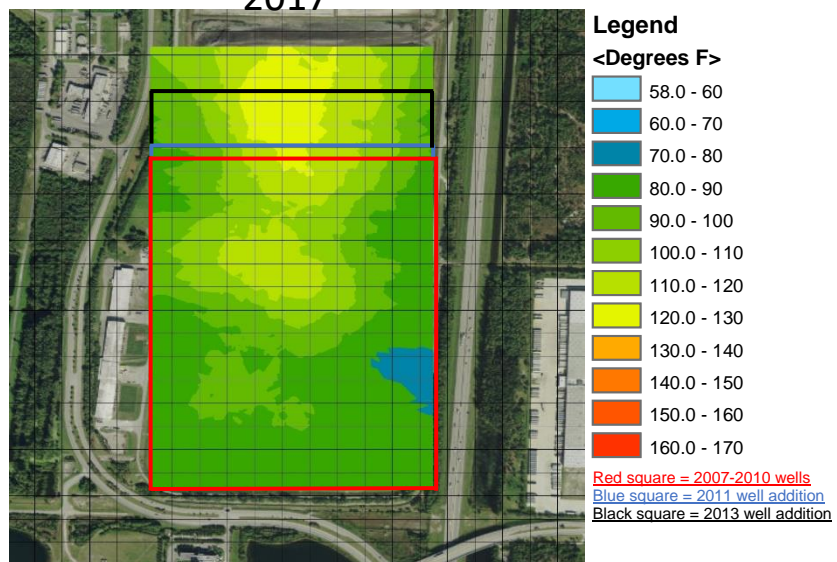 2017
Legend
<Degrees F>
58.0 - 60
60.0 - 70
70.0 - 80
80.0 - 90
90.0 - 100
100.0 - 110
110.0 - 120
120.0 - 130
130.0 - 140
140.0 - 150
150.0 - 160
160.0 - 170
Red square = 2007-2010 wells
Blue square = 2011 well addition
Black square = 2013 well addition